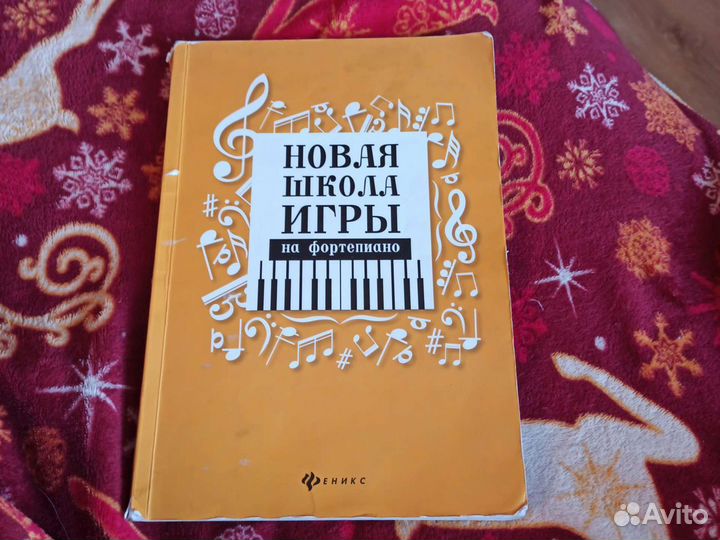 НОВАЯ
ШКОЛА
ИГРЫ
на фортепиано
ФЕНИКС
Avito